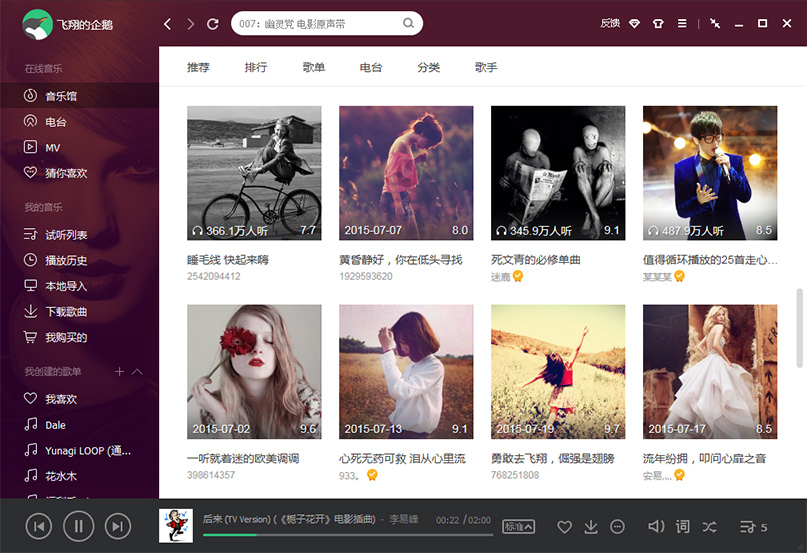 飞翔的企鹅
007：幽灵党 电影原声带
反馈
在线音乐
音乐馆
电台
MV
猜你喜欢
我的音乐
试听列表
播放历史
本地导入
下载歌曲
我购买的
我创建的歌单
我喜欢
Dale
Yunagi LOOP (通...
花水木
推荐 排行 歌单 电台 分类 歌手
366.1万人听 7.7
睡毛线 快起来嗨
2542094412
2015-07-07 8.0
黄昏静好，你在低头寻找
1929593620
345.9万人听 9.1
死文青的必修单曲
迷鹿
487.9万人听 8.5
值得循环播放的25首走心...
某某某
2015-07-02 9.6
一听就着迷的欧美调调
398614357
2015-07-13 9.1
心死无药可救 泪从心里流
933。
2015-07-19 9.7
勇敢去飞翔，倔强是翅膀
768251808
2015-07-17 8.5
流年纷拥，叩问心扉之音
安易....
后来 (TV Version) (《栀子花开》电影插曲) - 李易峰 00:22 / 02:00
标准
词
5